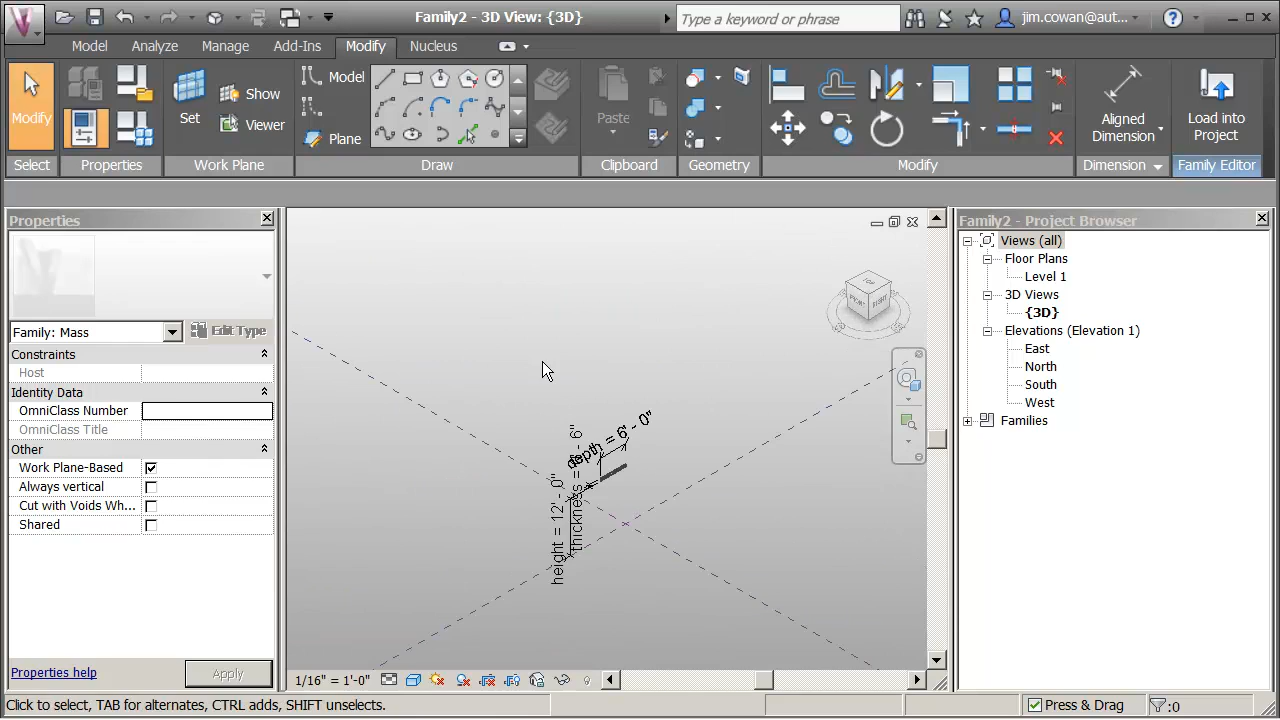 Family2 - 3D View: {3D}
Type a keyword or phrase
jim.cowan@aut...
Model
Analyze
Manage
Add-Ins
Modify
Nucleus
Modify
Set
Show
Viewer
Model
Plane
Paste
Aligned
Dimension
Load into
Project
Select
Properties
Work Plane
Draw
Clipboard
Geometry
Modify
Dimension
Family Editor
Properties
Family: Mass
Edit Type
Constraints
Host
Identity Data
OmniClass Number
OmniClass Title
Other
Work Plane-Based
Always vertical
Cut with Voids Wh...
Shared
Properties help
Apply
depth = 6' - 0"
height = 12' - 0"
TOP
FRONT
RIGHT
1/16" = 1'-0"
Family2 - Project Browser
Views (all)
Floor Plans
Level 1
3D Views
{3D}
Elevations (Elevation 1)
East
North
South
West
Families
Click to select, TAB for alternates, CTRL adds, SHIFT unselects.
Press & Drag
:0